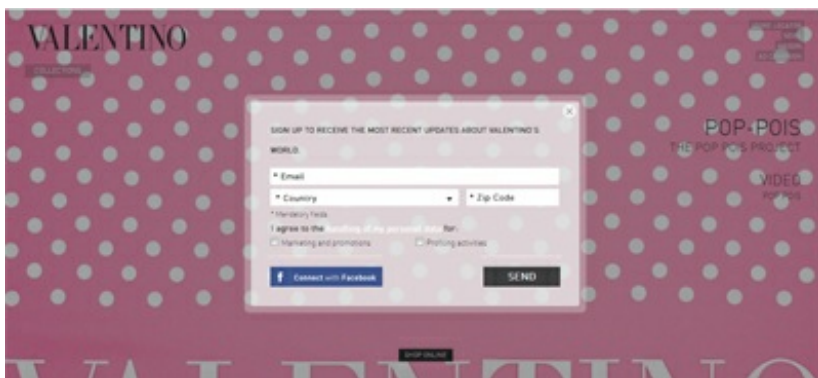 VALENTINO
COLLECTIONS
SIGN UP TO RECEIVE THE MOST RECENT UPDATES ABOUT VALENTINO'S
WORLD.
* Email
* Country
* Zip Code
* Mandatory fields
I agree to the handling of my personal data for:
Marketing and promotions
Profiling activities
f Connect with Facebook
SEND
POP-POIS
THE POP POIS PROJECT
VIDEO
POP POIS
SHOP ONLINE
VALENTINO